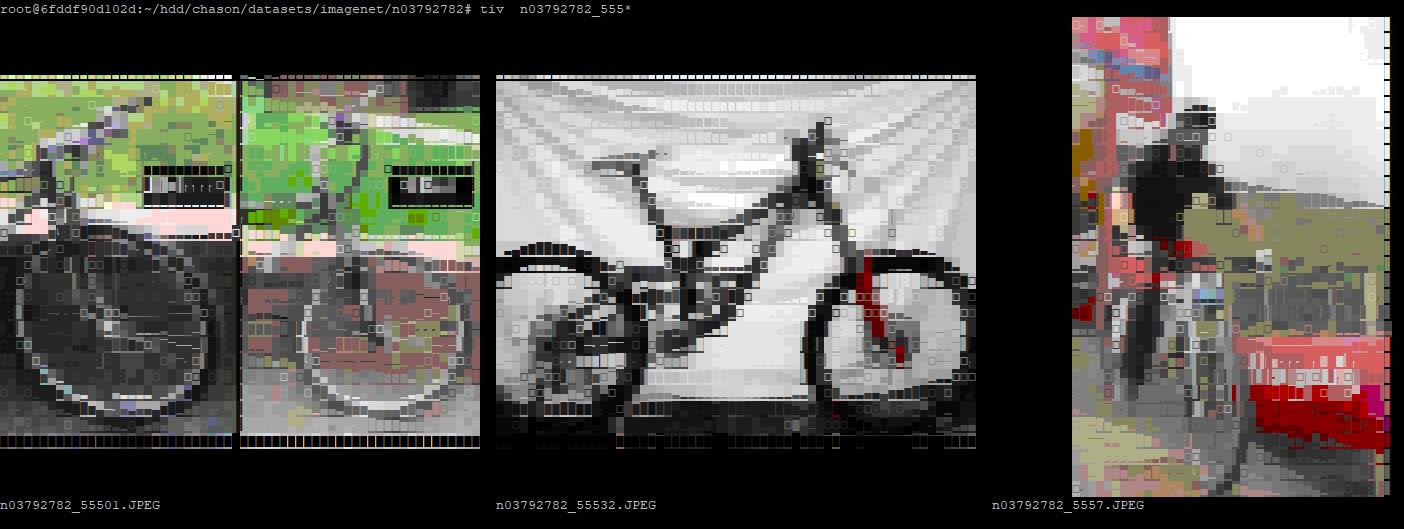 root@6fddf90d102d:~/hdd/chason/datasets/imagenet/n03792782# tiv  n03792782_555*
n03792782_55501.JPEG
n03792782_55532.JPEG
n03792782_5557.JPEG